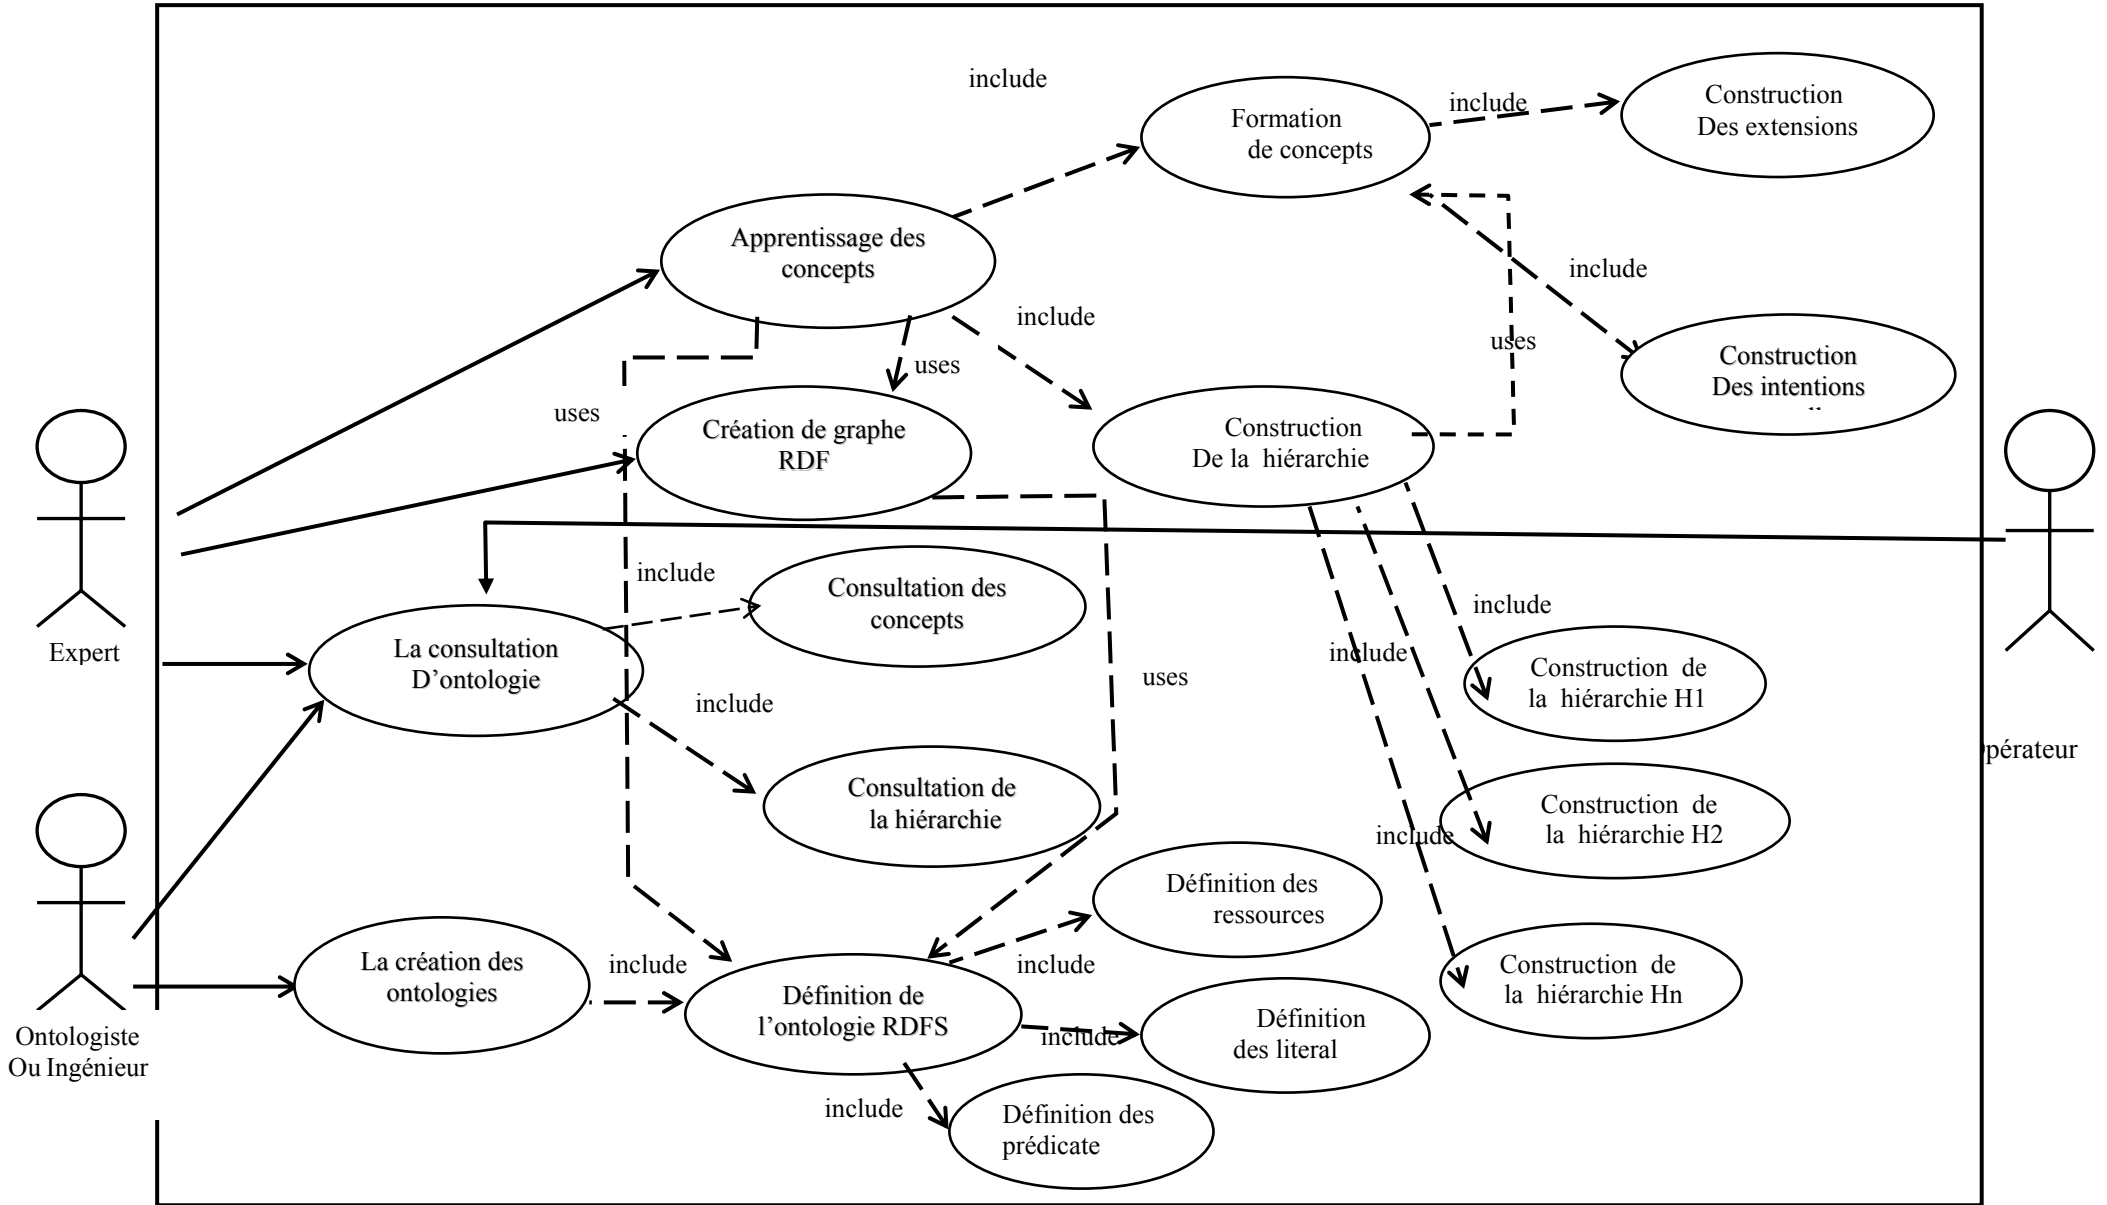 include
include
Construction
Des extensions
Formation
de concepts
Apprentissage des
concepts
include
include
uses
uses
Construction
Des intentions
uses
Création de graphe
RDF
Construction
De la hiérarchie
include
Consultation des
concepts
include
include
Expert
La consultation
D’ontologie
Construction de
la hiérarchie H1
uses
include
pérateur
Consultation de
la hiérarchie
Construction de
la hiérarchie H2
include
Définition des
ressources
La création des
ontologies
include
include
Construction de
la hiérarchie Hn
Définition de
l’ontologie RDFS
include
Définition
des literal
Ontologiste
Ou Ingénieur
include
Définition des
prédicate